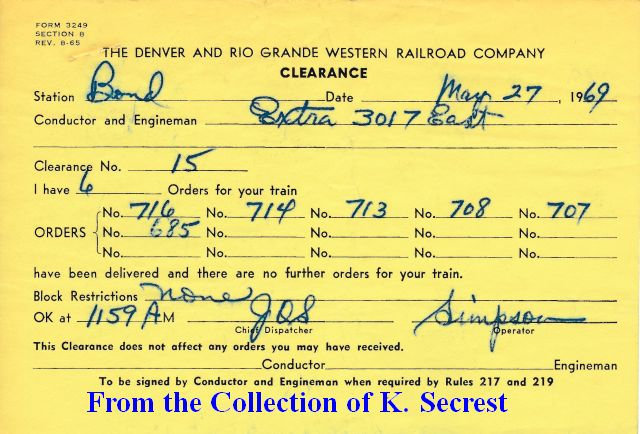 FORM 3249
SECTION B
REV. 8-65
THE DENVER AND RIO GRANDE WESTERN RAILROAD COMPANY
CLEARANCE
Station Bond Date May 27, 1969
Conductor and Engineman Extra 3017 East
Clearance No. 15
I have 6 Orders for your train
No. 716 No. 714 No. 713 No. 708 No. 707
ORDERS No. 685 No. No. No. No.
No. No. No. No. No.
have been delivered and there are no further orders for your train.
Block Restrictions None
OK at 1159 AM JQS Simpson
Chief Dispatcher Operator
This Clearance does not affect any orders you may have received.
Conductor Engineman
To be signed by Conductor and Engineman when required by Rules 217 and 219
From the Collection of K. Secrest